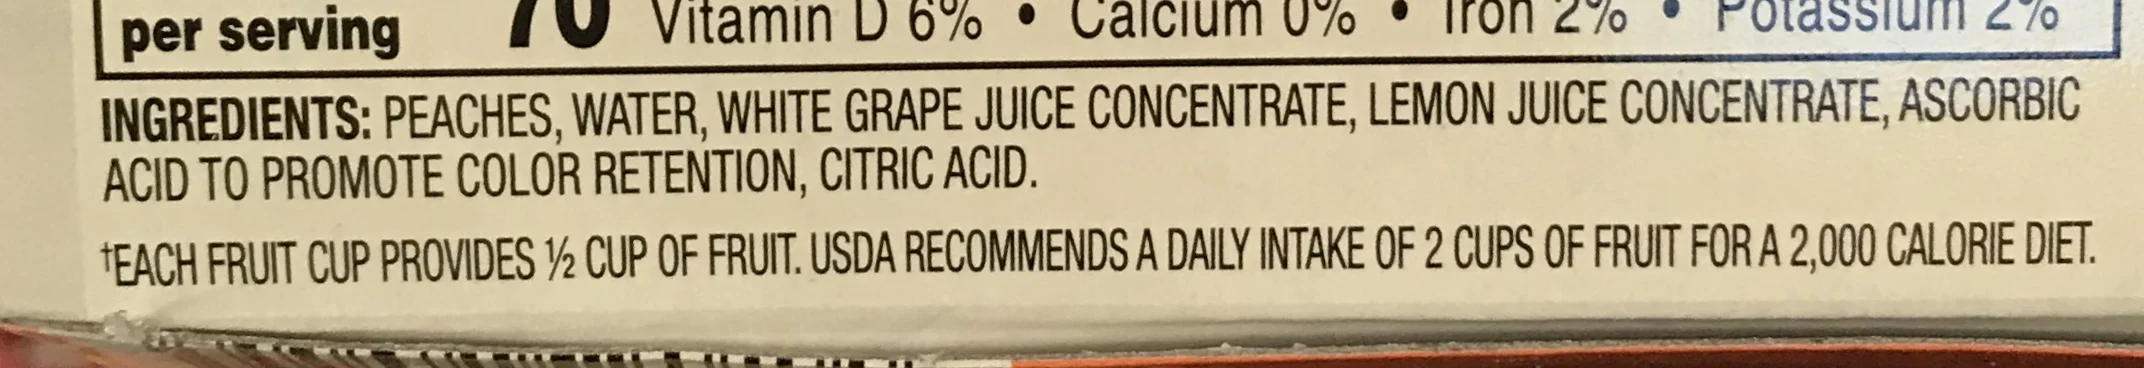 per serving 70 Vitamin D 6% • Calcium 0% • Iron 2% • Potassium 2%
INGREDIENTS: PEACHES, WATER, WHITE GRAPE JUICE CONCENTRATE, LEMON JUICE CONCENTRATE, ASCORBIC
ACID TO PROMOTE COLOR RETENTION, CITRIC ACID.
†EACH FRUIT CUP PROVIDES ½ CUP OF FRUIT. USDA RECOMMENDS A DAILY INTAKE OF 2 CUPS OF FRUIT FOR A 2,000 CALORIE DIET.